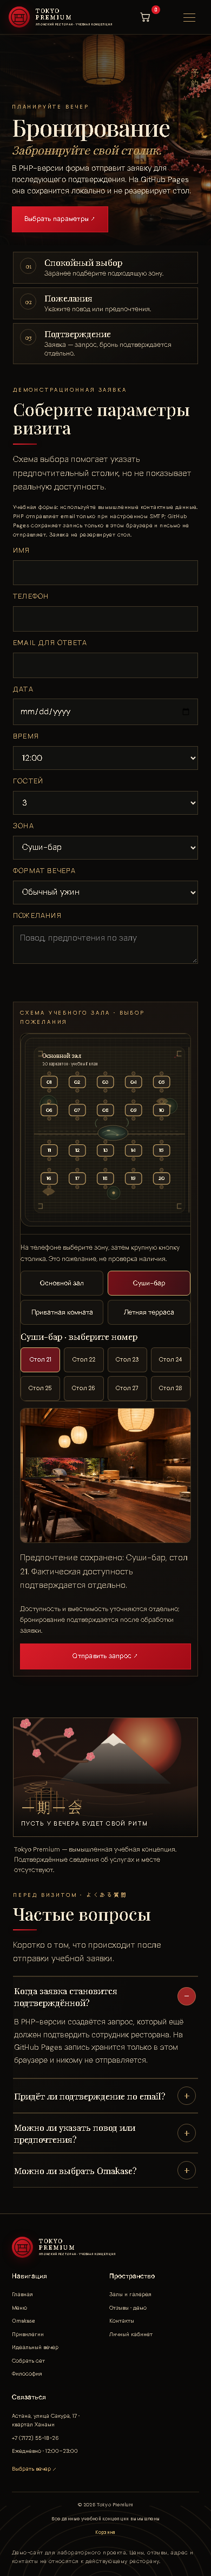 TOKYO
PREMIUM
ЯПОНСКИЙ РЕСТОРАН · УЧЕБНАЯ КОНЦЕПЦИЯ
0
ПЛАНИРУЙТЕ ВЕЧЕР
Бронирование
Забронируйте свой столик.
В PHP-версии форма отправит заявку для
последующего подтверждения. На GitHub Pages
она сохранится локально и не резервирует стол.
Выбрать параметры ↗
01
Спокойный выбор
Заранее подберите подходящую зону.
02
Пожелания
Укажите повод или предпочтения.
03
Подтверждение
Заявка — запрос, бронь подтверждается
отдельно.
ДЕМОНСТРАЦИОННАЯ ЗАЯВКА
Соберите параметры
визита
Схема выбора помогает указать
предпочтительный столик, но не показывает
реальную доступность.
Учебная форма: используйте вымышленные контактные данные.
PHP отправляет email только при настроенном SMTP; GitHub
Pages сохраняет запись только в этом браузере и письмо не
отправляет. Заявка не резервирует стол.
ИМЯ
ТЕЛЕФОН
EMAIL ДЛЯ ОТВЕТА
ДАТА
mm/dd/yyyy
ВРЕМЯ
12:00
ГОСТЕЙ
3
ЗОНА
Суши-бар
ФОРМАТ ВЕЧЕРА
Обычный ужин
ПОЖЕЛАНИЯ
Повод, предпочтения по залу
СХЕМА УЧЕБНОГО ЗАЛА · ВЫБОР
ПОЖЕЛАНИЯ
Основной зал
01 02 03 04 05
06 07 08 09 10
11 12 13 14 15
16 17 18 19 20
На телефоне выберите зону, затем крупную кнопку
столика. Это пожелание, не проверка наличия.
Основной зал
Суши-бар
Приватная комната
Летняя терраса
Суши-бар · выберите номер
Стол 21
Стол 22
Стол 23
Стол 24
Стол 25
Стол 26
Стол 27
Стол 28
Предпочтение сохранено: Суши-бар, стол
21. Фактическая доступность
подтверждается отдельно.
Доступность и вместимость уточняются отдельно;
бронирование подтверждается после обработки
заявки.
Отправить запрос ↗
一期一会
ПУСТЬ У ВЕЧЕРА БУДЕТ СВОЙ РИТМ
Tokyo Premium — вымышленная учебная концепция.
Подтверждённые сведения об услугах и месте
отсутствуют.
ПЕРЕД ВИЗИТОМ · よくある質問
Частые вопросы
Коротко о том, что происходит после
отправки учебной заявки.
Когда заявка становится
подтверждённой?
−
В PHP-версии создаётся запрос, который ещё
должен подтвердить сотрудник ресторана. На
GitHub Pages запись хранится только в этом
браузере и никому не отправляется.
Придёт ли подтверждение по email?
+
Можно ли указать повод или
предпочтения?
+
Можно ли выбрать Omakase?
+
TOKYO
PREMIUM
ЯПОНСКИЙ РЕСТОРАН · УЧЕБНАЯ КОНЦЕПЦИЯ
Навигация
Пространство
Главная
Залы и галерея
Меню
Отзывы · демо
Omakase
Контакты
Привилегии
Личный кабинет
Идеальный вечер
Собрать сет
Философия
Связаться
Астана, улица Сакура, 17 ·
квартал Ханами
+7 (7172) 55-18-26
Ежедневно · 12:00–23:00
Выбрать вечер ↗
© 2026 Tokyo Premium
Все данные учебной концепции вымышлены
Корзина
Демо-сайт для лабораторного проекта. Цены, отзывы, адрес и
контакты не относятся к действующему ресторану.